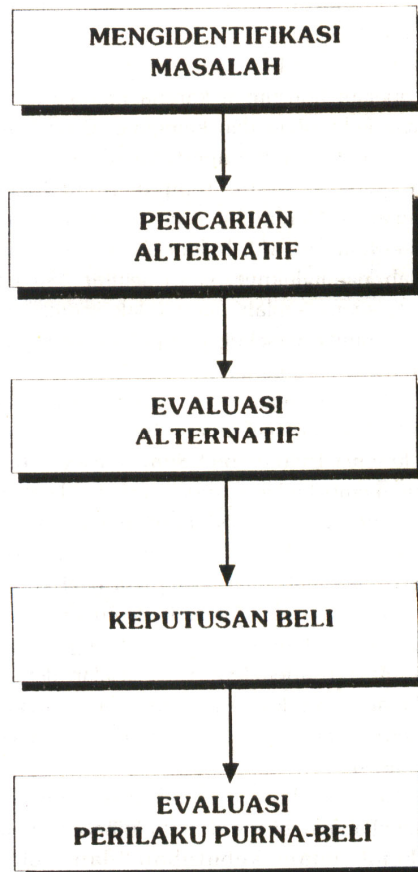 MENGIDENTIFIKASI
MASALAH
PENCARIAN
ALTERNATIF
EVALUASI
ALTERNATIF
KEPUTUSAN BELI
EVALUASI
PERILAKU PURNA-BELI